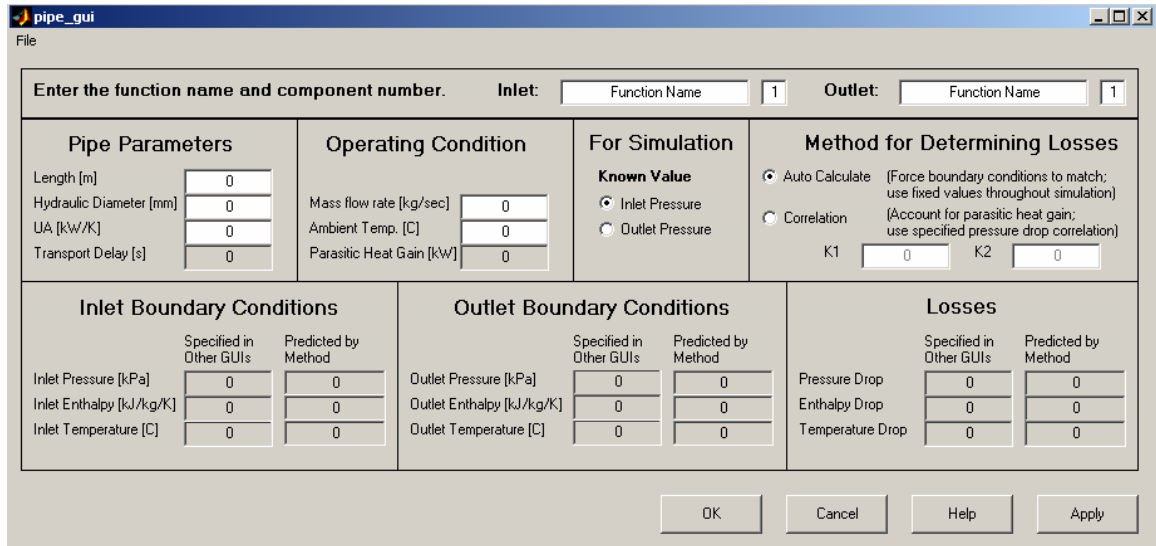 pipe_gui
File
Enter the function name and component number. Inlet: Function Name 1 Outlet: Function Name 1
Pipe Parameters
Length [m] 0
Hydraulic Diameter [mm] 0
UA [kW/K] 0
Transport Delay [s] 0
Operating Condition
Mass flow rate [kg/sec] 0
Ambient Temp. [C] 0
Parasitic Heat Gain [kW] 0
For Simulation
Known Value
Inlet Pressure
Outlet Pressure
Method for Determining Losses
Auto Calculate (Force boundary conditions to match;
use fixed values throughout simulation)
Correlation (Account for parasitic heat gain;
use specified pressure drop correlation)
K1 0 K2 0
Inlet Boundary Conditions
Specified in Predicted by
Other GUIs Method
Inlet Pressure [kPa] 0 0
Inlet Enthalpy [kJ/kg/K] 0 0
Inlet Temperature [C] 0 0
Outlet Boundary Conditions
Specified in Predicted by
Other GUIs Method
Outlet Pressure [kPa] 0 0
Outlet Enthalpy [kJ/kg/K] 0 0
Outlet Temperature [C] 0 0
Losses
Specified in Predicted by
Other GUIs Method
Pressure Drop 0 0
Enthalpy Drop 0 0
Temperature Drop 0 0
OK Cancel Help Apply